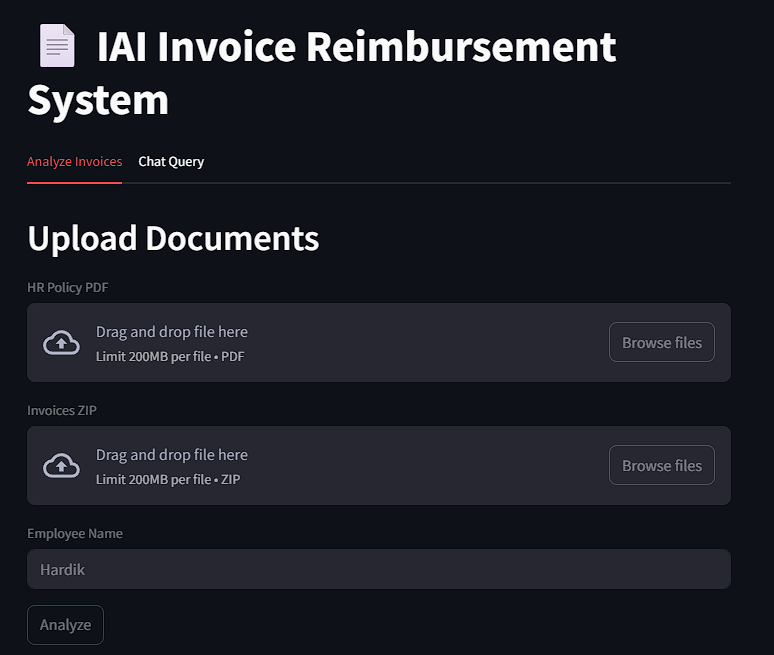 IAI Invoice Reimbursement
System
Analyze Invoices
Chat Query
Upload Documents
HR Policy PDF
Drag and drop file here
Limit 200MB per file • PDF
Browse files
Invoices ZIP
Drag and drop file here
Limit 200MB per file • ZIP
Browse files
Employee Name
Hardik
Analyze